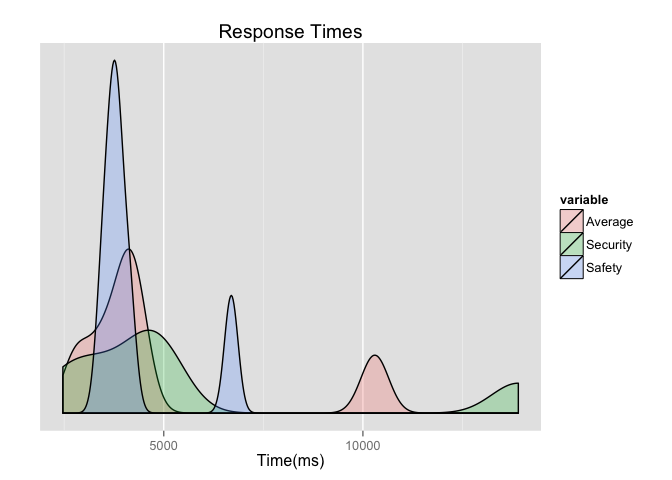 Response Times
variable
Average
Security
Safety
5000
10000
Time(ms)